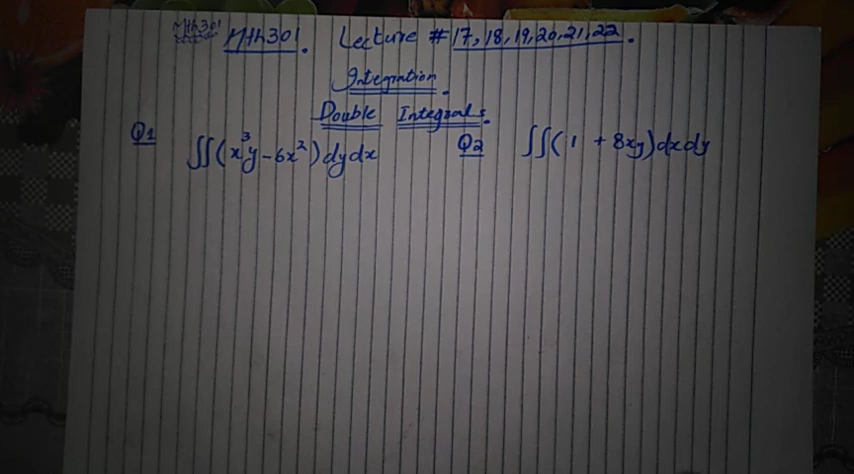 Mth301 Mth301. Lecture # 17,18,19,20,21,22.
Integration.
Double Integrals.
Q1 ∫∫(x³y-6x²)dydx Q2 ∫∫(1 + 8xy)dxdy